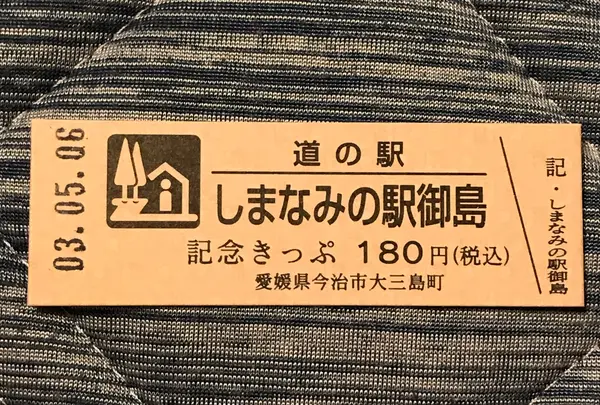 03.05.06
道の駅
しまなみの駅御島
記念きっぷ 180円(税込)
愛媛県今治市大三島町
記・しまなみの駅御島